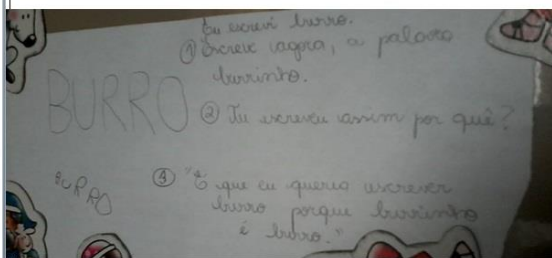 Eu escrevi burro.
① Escreve agora, a palavra
burrinho.
BURRO
② Tu escreveu assim por quê?
BURRO
③ "É que eu queria escrever
burro porque burrinho
é burro."